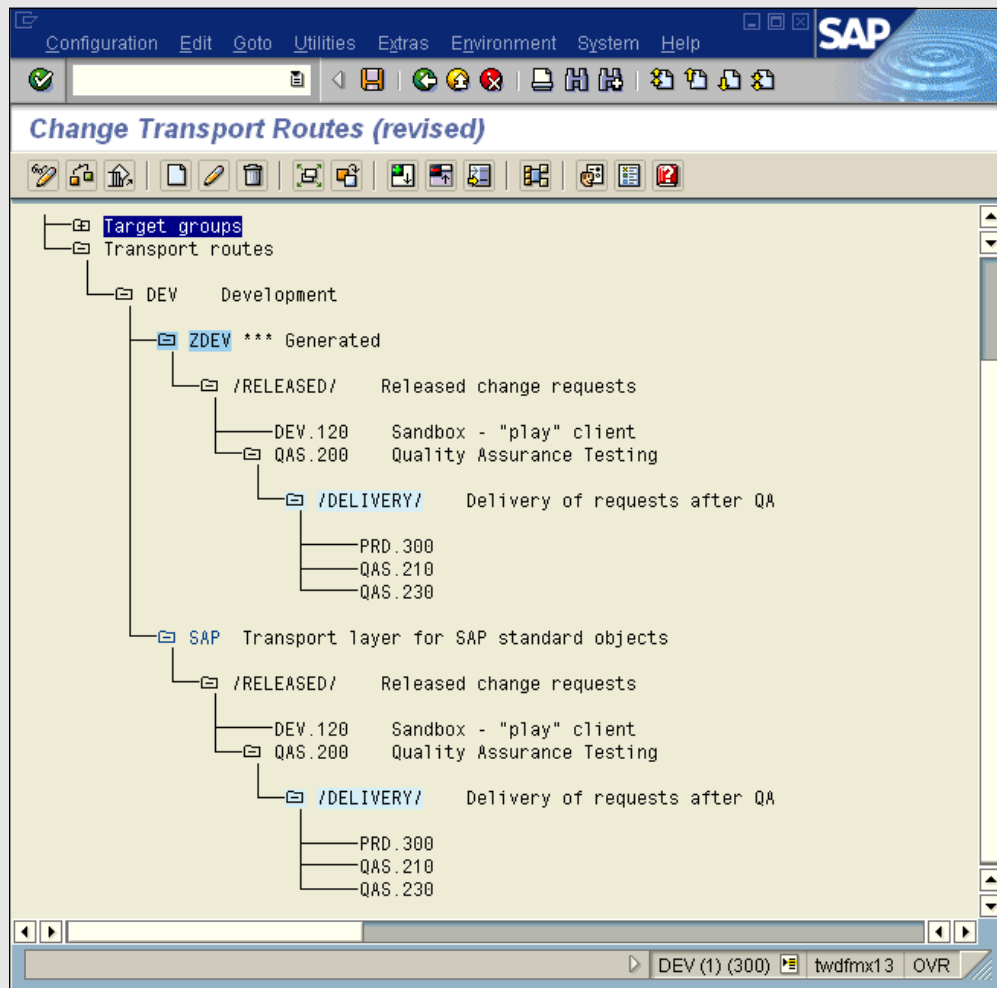 SAP
Configuration Edit Goto Utilities Extras Environment System Help
Change Transport Routes (revised)
Target groups
Transport routes
DEV Development
ZDEV *** Generated
/RELEASED/ Released change requests
DEV.120 Sandbox - "play" client
QAS.200 Quality Assurance Testing
/DELIVERY/ Delivery of requests after QA
PRD.300
QAS.210
QAS.230
SAP Transport layer for SAP standard objects
/RELEASED/ Released change requests
DEV.120 Sandbox - "play" client
QAS.200 Quality Assurance Testing
/DELIVERY/ Delivery of requests after QA
PRD.300
QAS.210
QAS.230
DEV (1) (300) twdfmx13 OVR